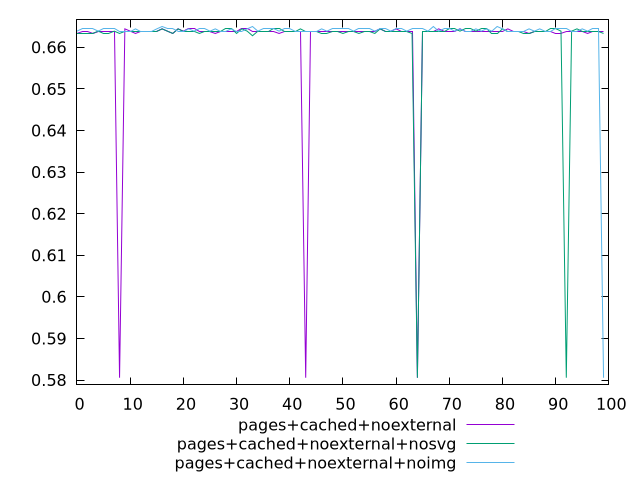 0.66
0.65
0.64
0.63
0.62
0.61
0.6
0.59
0.58
0 10 20 30 40 50 60 70 80 90 100
pages+cached+noexternal
pages+cached+noexternal+nosvg
pages+cached+noexternal+noimg